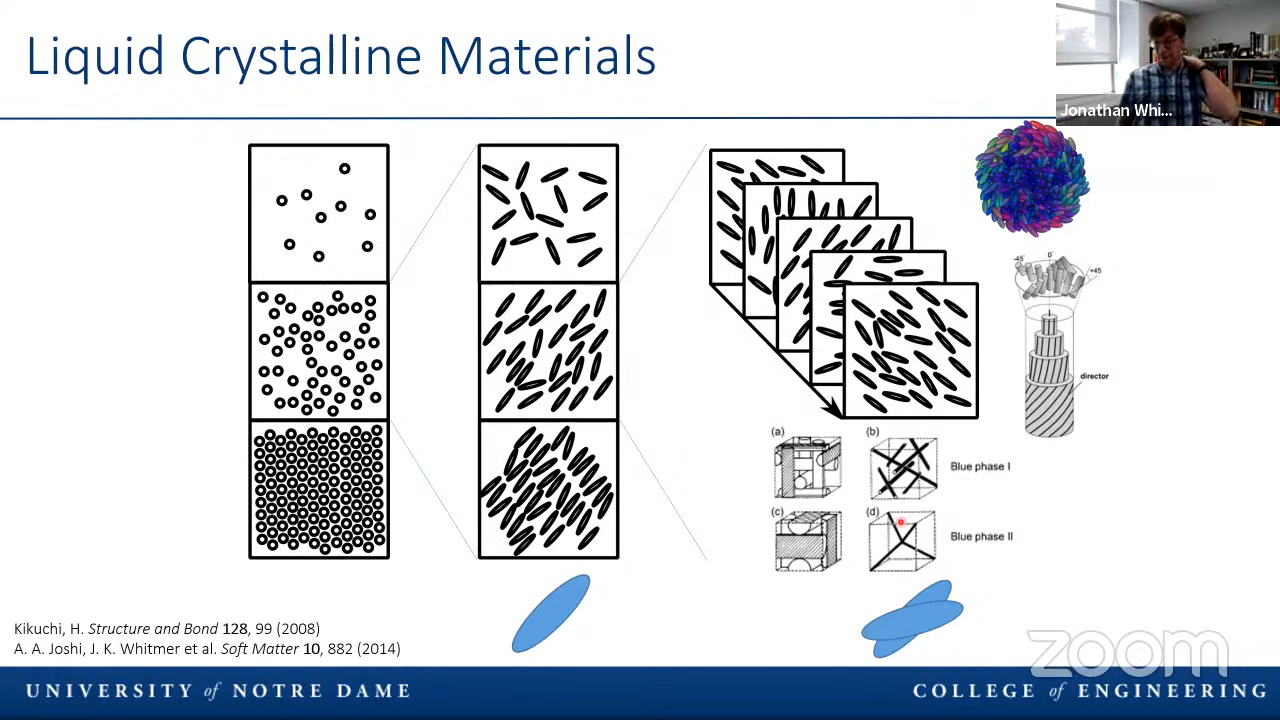 Liquid Crystalline Materials
Jonathan Whi...
-45°
0°
+45
director
(a)
(b)
Blue phase I
(c)
(d)
Blue phase II
Kikuchi, H. Structure and Bond 128, 99 (2008)
A. A. Joshi, J. K. Whitmer et al. Soft Matter 10, 882 (2014)
zoom
UNIVERSITY of NOTRE DAME
COLLEGE of ENGINEERING